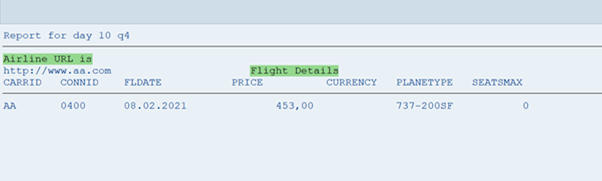 Report for day 10 q4
Airline URL is
http://www.aa.com
Flight Details
CARRID CONNID FLDATE PRICE CURRENCY PLANETYPE SEATSMAX
AA 0400 08.02.2021 453,00 737-200SF 0